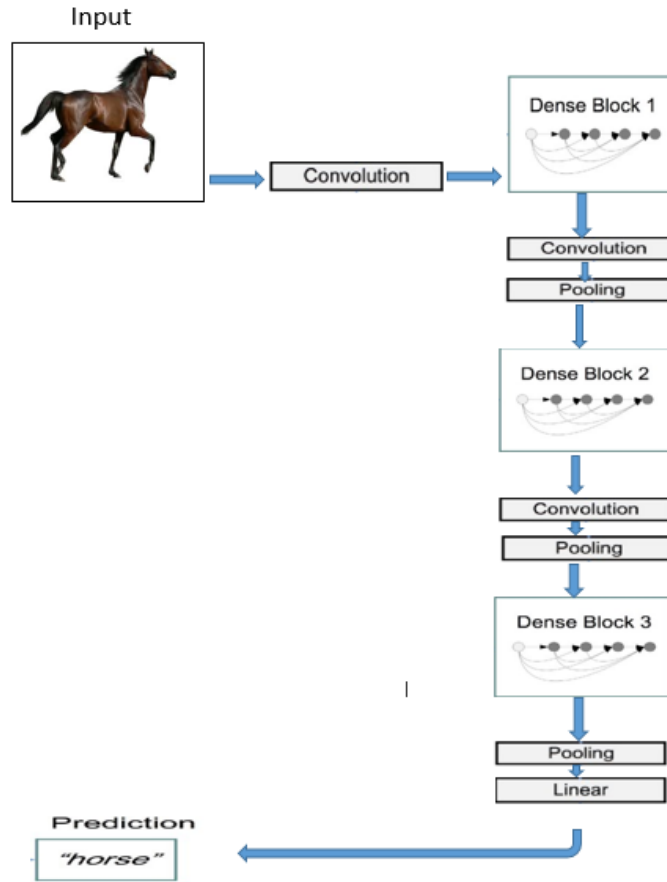 Input
Dense Block 1
Convolution
Convolution
Pooling
Dense Block 2
Convolution
Pooling
Dense Block 3
Pooling
Linear
Prediction
“horse”